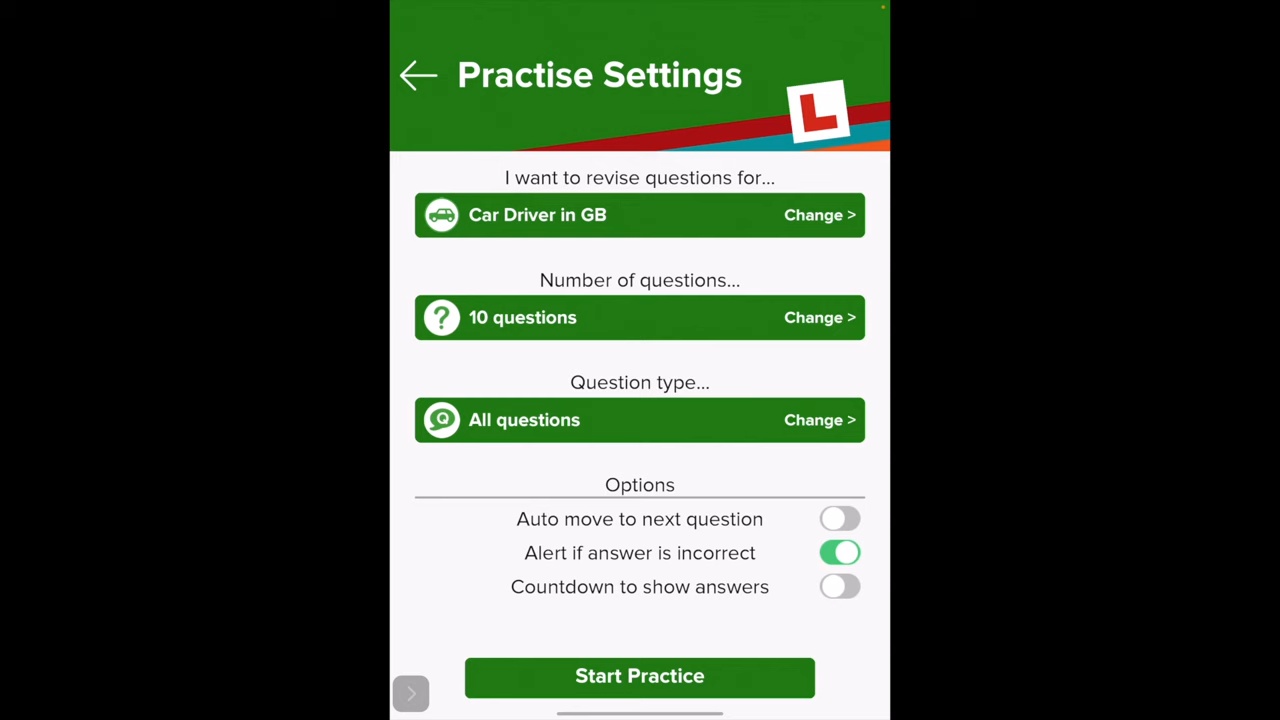 Practise Settings
L
I want to revise questions for...
Car Driver in GB Change >
Number of questions...
? 10 questions Change >
Question type...
Q All questions Change >
Options
Auto move to next question
Alert if answer is incorrect
Countdown to show answers
Start Practice